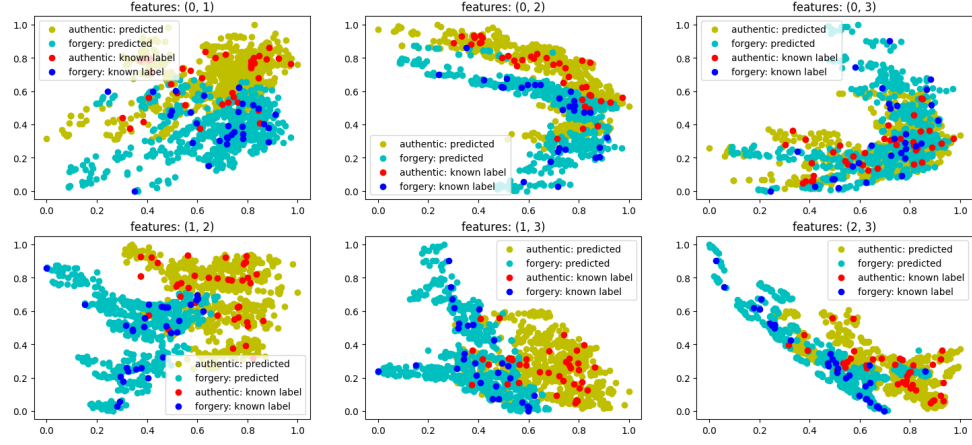 features: (0, 1)
authentic: predicted
forgery: predicted
authentic: known label
forgery: known label
1.0
0.8
0.6
0.4
0.2
0.0
0.0 0.2 0.4 0.6 0.8 1.0
features: (0, 2)
1.0
0.8
0.6
0.4
0.2
0.0
authentic: predicted
forgery: predicted
authentic: known label
forgery: known label
0.0 0.2 0.4 0.6 0.8 1.0
features: (0, 3)
authentic: predicted
forgery: predicted
authentic: known label
forgery: known label
1.0
0.8
0.6
0.4
0.2
0.0
0.0 0.2 0.4 0.6 0.8 1.0
features: (1, 2)
1.0
0.8
0.6
0.4
0.2
0.0
authentic: predicted
forgery: predicted
authentic: known label
forgery: known label
0.0 0.2 0.4 0.6 0.8 1.0
features: (1, 3)
authentic: predicted
forgery: predicted
authentic: known label
forgery: known label
1.0
0.8
0.6
0.4
0.2
0.0
0.0 0.2 0.4 0.6 0.8 1.0
features: (2, 3)
authentic: predicted
forgery: predicted
authentic: known label
forgery: known label
1.0
0.8
0.6
0.4
0.2
0.0
0.0 0.2 0.4 0.6 0.8 1.0